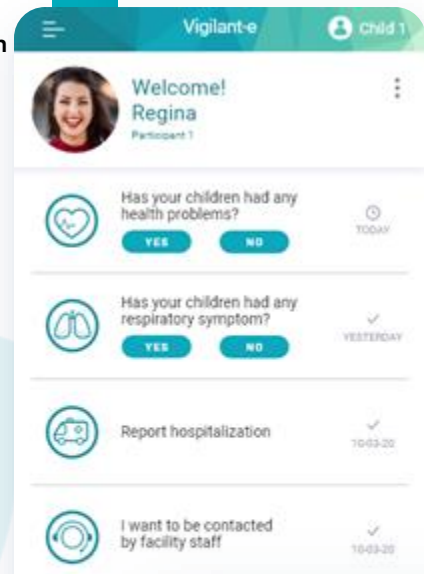 n
Vigilant-e
Child 1
Welcome!
Regina
Participant 1
Has your children had any
health problems?
YES NO
TODAY
Has your children had any
respiratory symptom?
YES NO
YESTERDAY
Report hospitalization
10-03-20
I want to be contacted
by facility staff
10-03-20